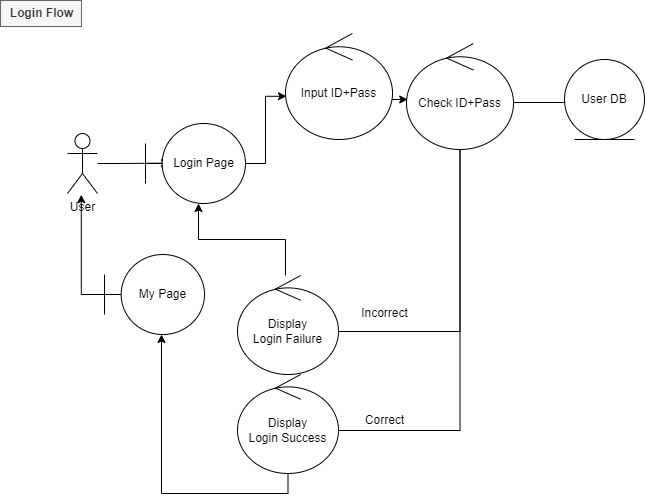 Login Flow
Input ID+Pass
Check ID+Pass
User DB
Login Page
User
My Page
Display
Login Failure
Incorrect
Display
Login Success
Correct